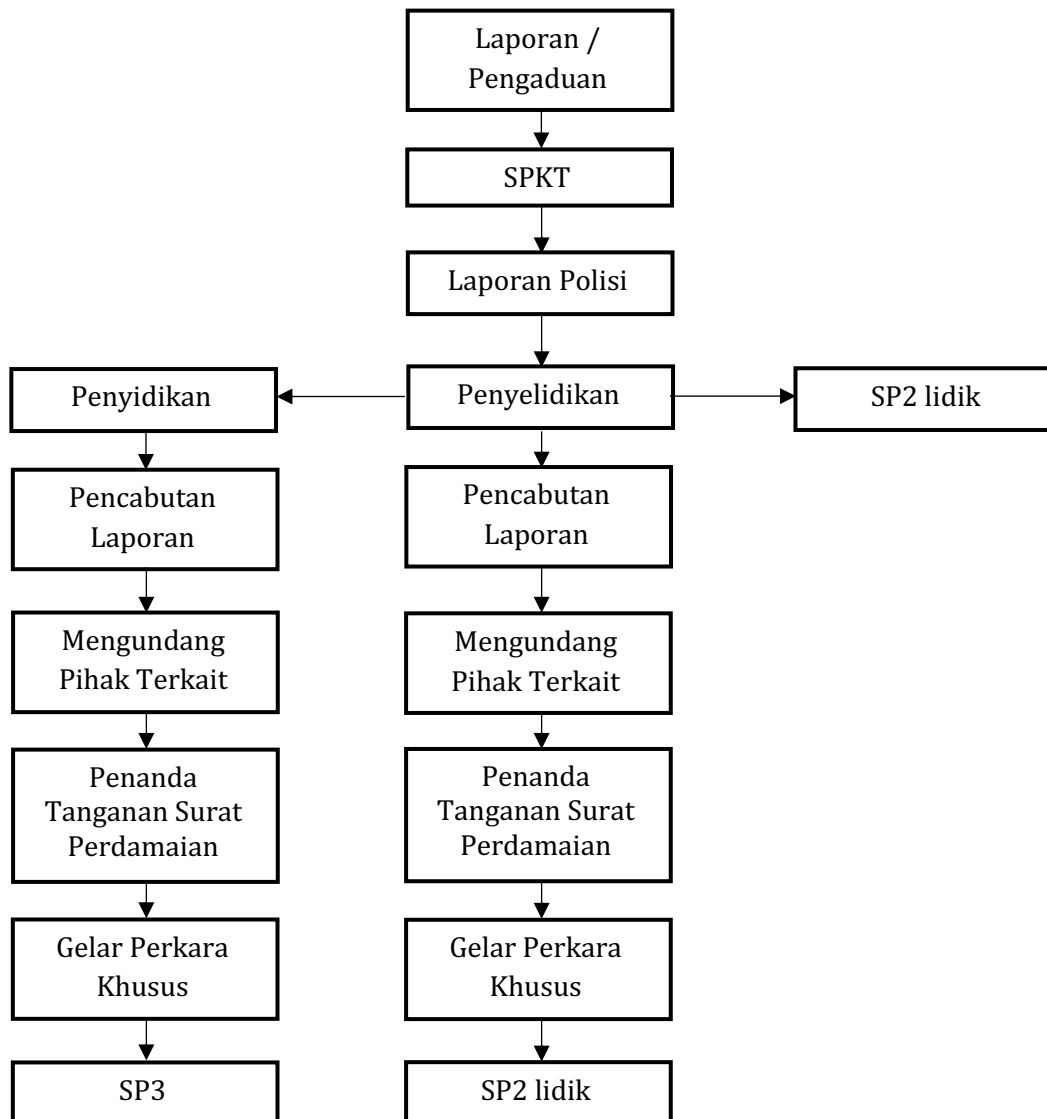 Laporan /
Pengaduan
SPKT
Laporan Polisi
Penyidikan
Penyelidikan
SP2 lidik
Pencabutan
Laporan
Pencabutan
Laporan
Mengundang
Pihak Terkait
Mengundang
Pihak Terkait
Penanda
Tanganan Surat
Perdamaian
Penanda
Tanganan Surat
Perdamaian
Gelar Perkara
Khusus
Gelar Perkara
Khusus
SP3
SP2 lidik